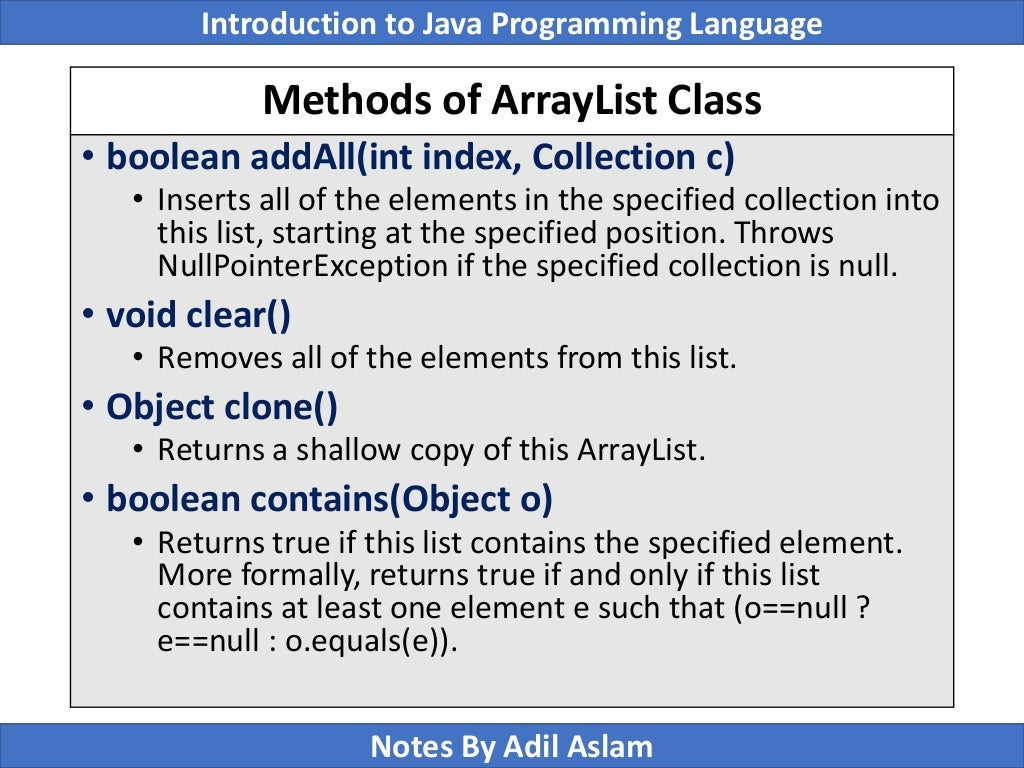 Introduction to Java Programming Language
Methods of ArrayList Class
• boolean addAll(int index, Collection c)
• Inserts all of the elements in the specified collection into
this list, starting at the specified position. Throws
NullPointerException if the specified collection is null.
• void clear()
• Removes all of the elements from this list.
• Object clone()
• Returns a shallow copy of this ArrayList.
• boolean contains(Object o)
• Returns true if this list contains the specified element.
More formally, returns true if and only if this list
contains at least one element e such that (o==null ?
e==null : o.equals(e)).
Notes By Adil Aslam